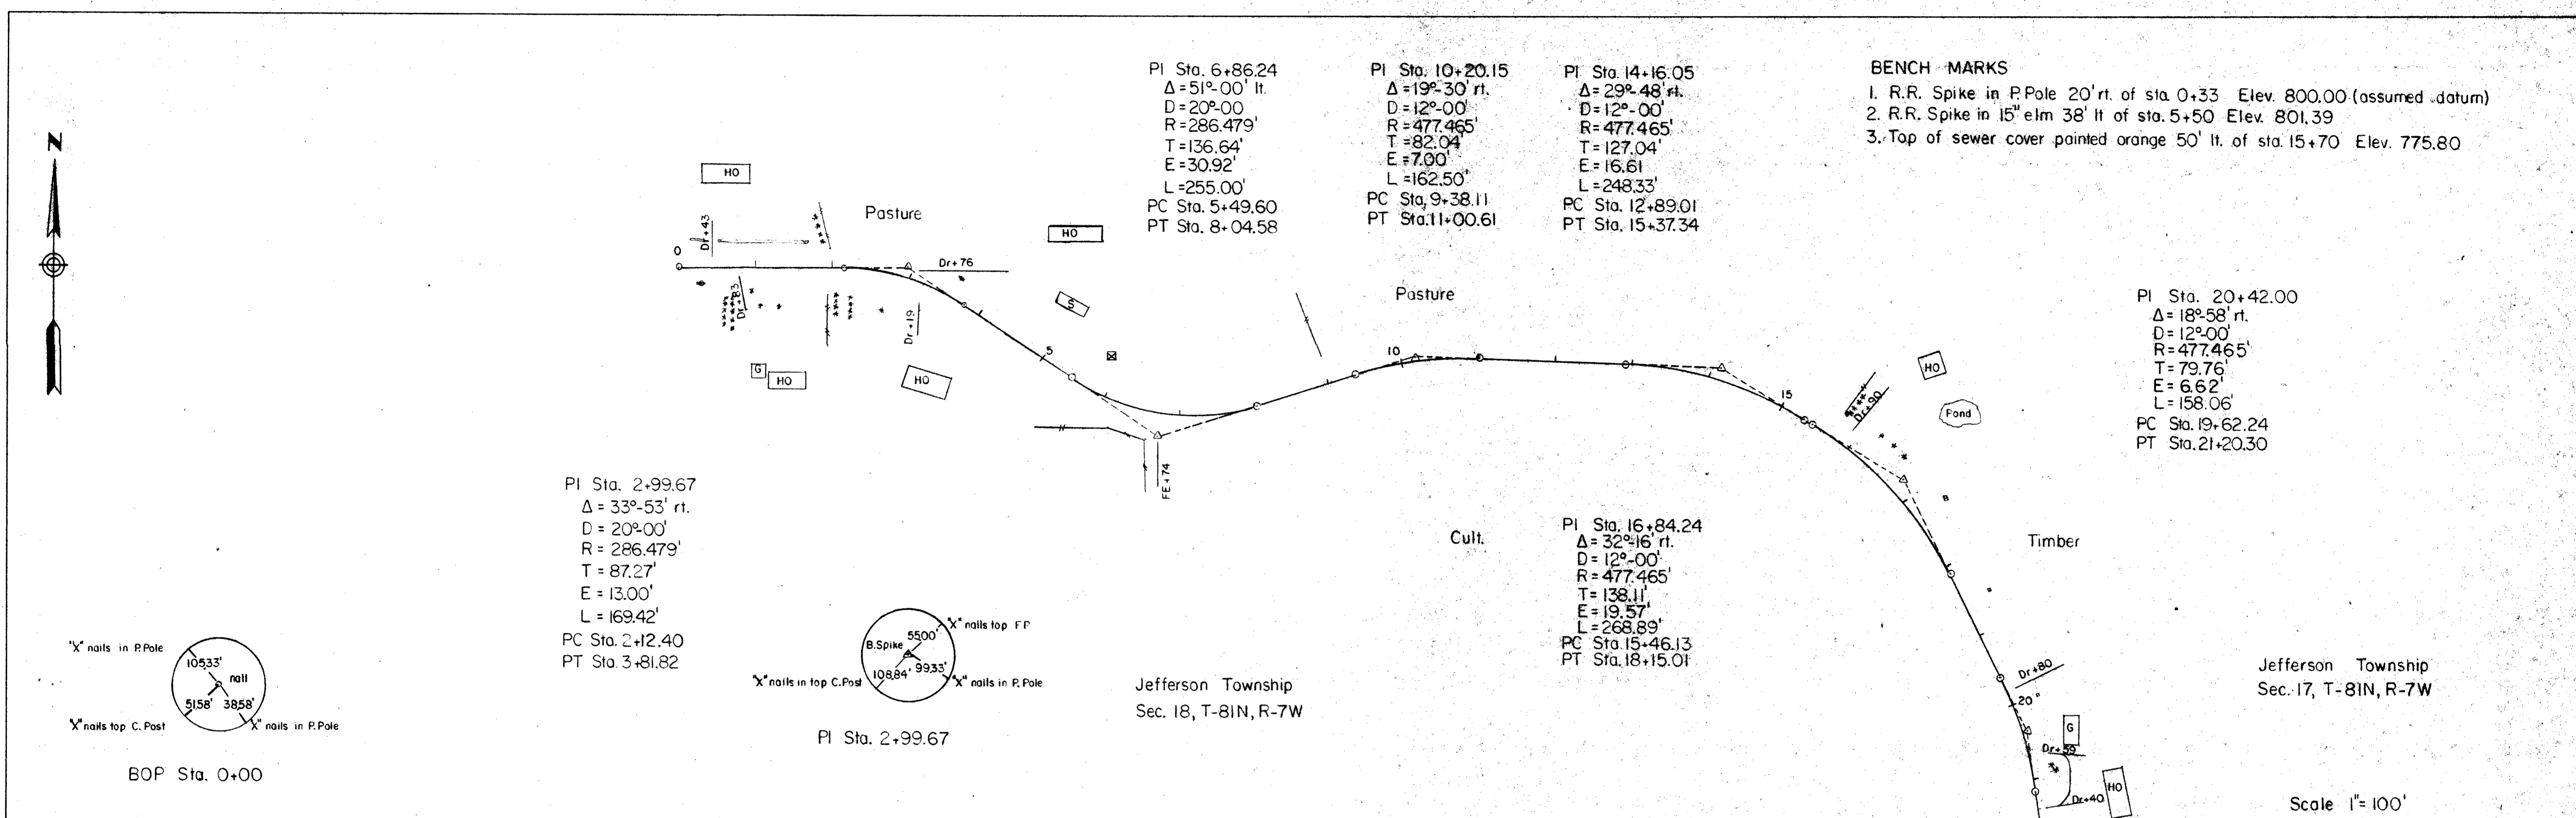 PI Sta. 6+86.24
Δ = 51°-00' lt.
D = 20°-00
R = 286.479'
T = 136.64'
E = 30.92'
L = 255.00'
PC Sta. 5+49.60
PT Sta. 8+04.58
PI Sta. 10+20.15
Δ = 19°-30' rt.
D = 12°-00'
R = 477.465'
T = 82.04'
E = 7.00'
L = 162.50'
PC Sta. 9+38.11
PT Sta. 11+00.61
PI Sta. 14+16.05
Δ = 29°-48' rt.
D = 12°-00'
R = 477.465'
T = 127.04'
E = 16.61
L = 248.33'
PC Sta. 12+89.01
PT Sta. 15+37.34
BENCH MARKS
1. R.R. Spike in P.Pole 20' rt. of sta 0+33 Elev. 800.00 (assumed datum)
2. R.R. Spike in 15" elm 38' lt of sta. 5+50 Elev. 801.39
3. Top of sewer cover painted orange 50' lt. of sta. 15+70 Elev. 775.80
N
HO
Dr+43
Pasture
HO
0
Dr+76
Dr+83
Dr+19
S
5
G
HO
HO
FE+74
Pasture
10
15
Dr+90
HO
Pond
PI Sta. 20+42.00
Δ = 18°-58' rt.
D = 12°-00'
R = 477.465'
T = 79.76'
E = 6.62'
L = 158.06'
PC Sta. 19+62.24
PT Sta. 21+20.30
PI Sta. 2+99.67
Δ = 33°-53' rt.
D = 20°-00'
R = 286.479'
T = 87.27'
E = 13.00'
L = 169.42'
PC Sta. 2+12.40
PT Sta. 3+81.82
Cult.
PI Sta. 16+84.24
Δ = 32°-16' rt.
D = 12°-00'
R = 477.465'
T = 138.11'
E = 19.57'
L = 268.89'
PC Sta. 15+46.13
PT Sta. 18+15.01
Timber
"X" nails in P.Pole
105.33'
nail
51.58' 38.58'
"X" nails top C. Post
"X" nails in P.Pole
BOP Sta. 0+00
"X" nails top F P
B.Spike
55.00'
108.84' 99.33'
"X" nails in top C.Post
"X" nails in P. Pole
PI Sta. 2+99.67
Jefferson Township
Sec. 18, T-81N, R-7W
Dr+80
20
G
Dr+59
HO
Dr+40
Jefferson Township
Sec. 17, T-81N, R-7W
Scale 1"= 100'